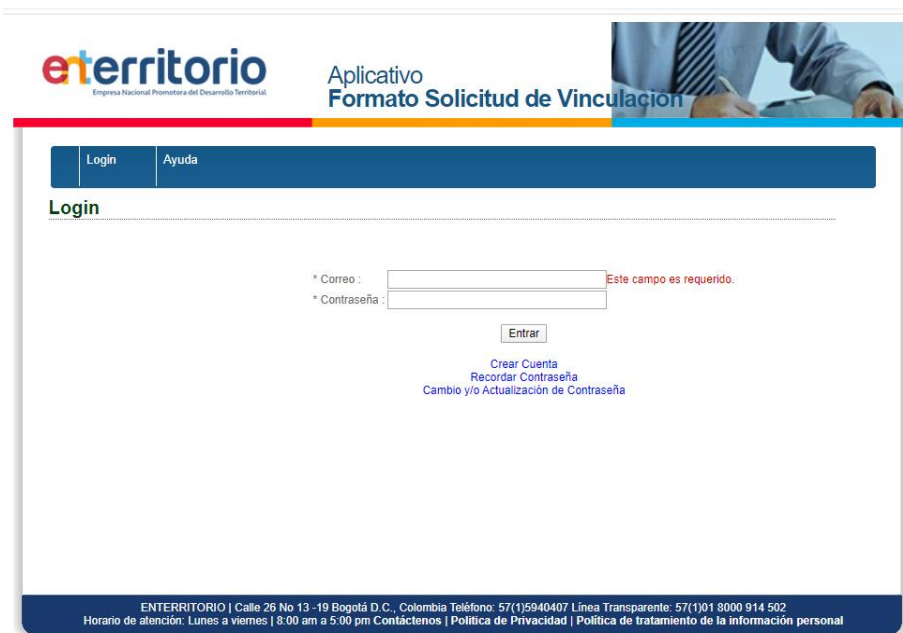 enterritorio
Empresa Nacional Promotora del Desarrollo Territorial
Aplicativo
Formato Solicitud de Vinculación
Login Ayuda
Login
* Correo : Este campo es requerido.
* Contraseña :
Entrar
Crear Cuenta
Recordar Contraseña
Cambio y/o Actualización de Contraseña
ENTERRITORIO | Calle 26 No 13 -19 Bogotá D.C., Colombia Teléfono: 57(1)5940407 Línea Transparente: 57(1)01 8000 914 502
Horario de atención: Lunes a viernes | 8:00 am a 5:00 pm Contáctenos | Politica de Privacidad | Política de tratamiento de la información personal